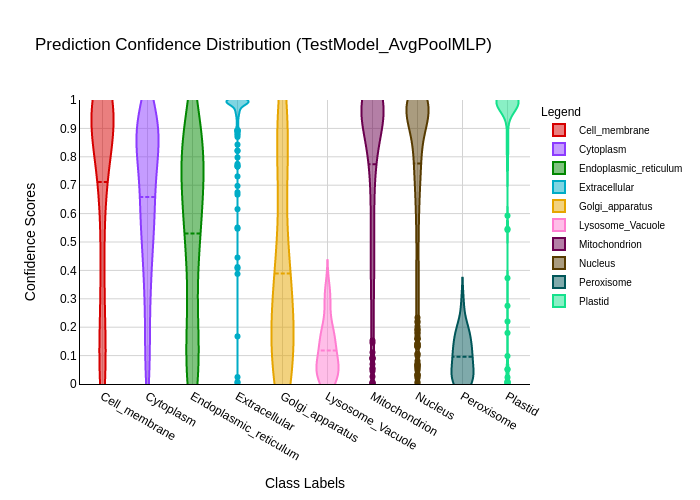 Prediction Confidence Distribution (TestModel_AvgPoolMLP)
Legend
Cell_membrane
Cytoplasm
Endoplasmic_reticulum
Extracellular
Golgi_apparatus
Lysosome_Vacuole
Mitochondrion
Nucleus
Peroxisome
Plastid
Confidence Scores
1
0.9
0.8
0.7
0.6
0.5
0.4
0.3
0.2
0.1
0
Cell_membrane
Cytoplasm
Endoplasmic_reticulum
Extracellular
Golgi_apparatus
Lysosome_Vacuole
Mitochondrion
Nucleus
Peroxisome
Plastid
Class Labels